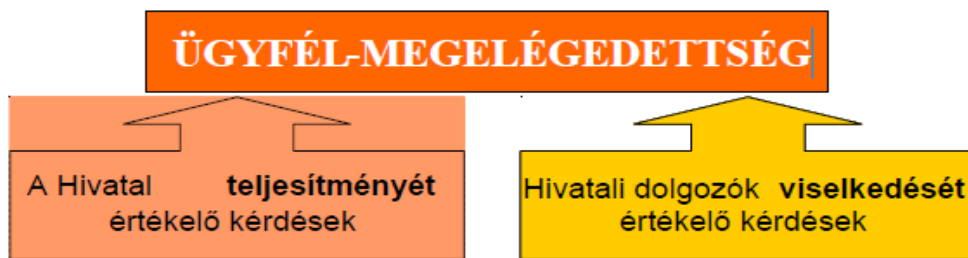 ÜGYFÉL-MEGELÉGEDETTSÉG
A Hivatal teljesítményét
értékelő kérdések
Hivatali dolgozók viselkedését
értékelő kérdések